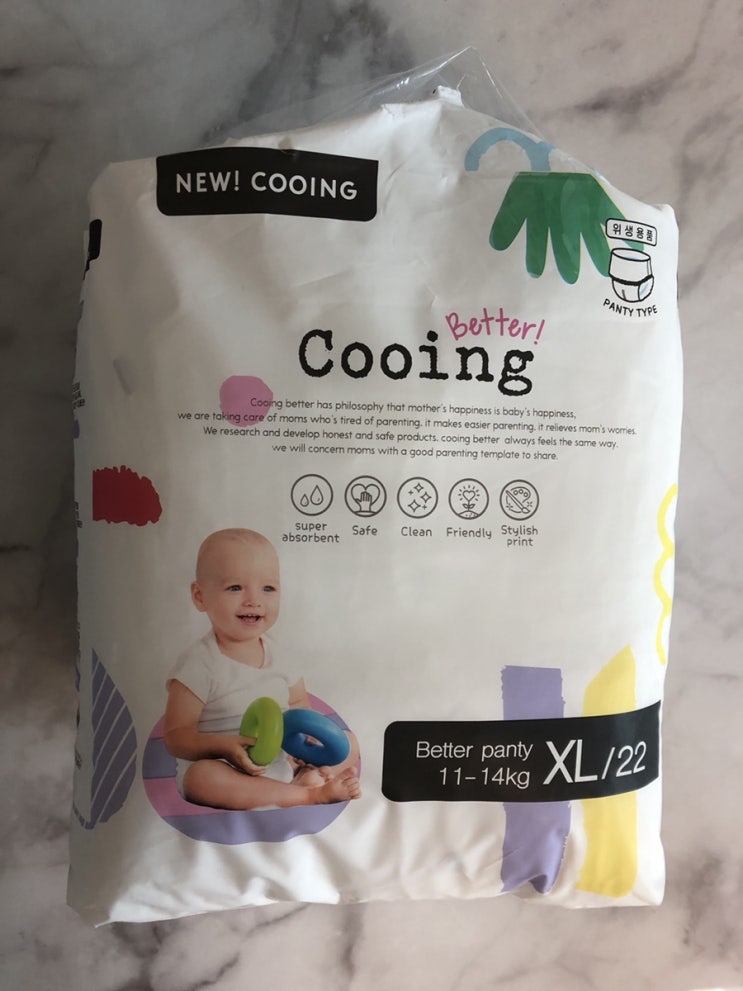 NEW! COOING
위생용품
PANTY TYPE
Better!
Cooing
Cooing better has philosophy that mother's happiness is baby's happiness,
we are taking care of moms who's tired of parenting. it makes easier parenting. it relieves mom's worries.
We research and develop honest and safe products. cooing better always feels the same way.
we will concern moms with a good parenting template to share.
super absorbent
Safe
Clean
Friendly
Stylish print
Better panty
11-14kg
XL/22